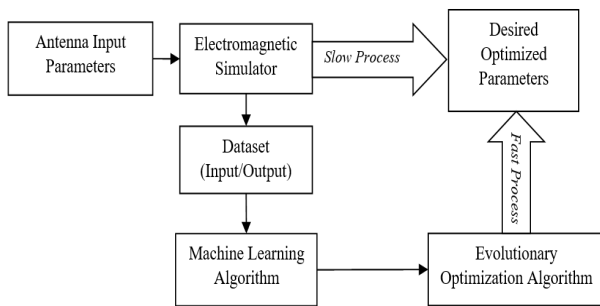 Antenna Input
Parameters
Electromagnetic
Simulator
Slow Process
Desired
Optimized
Parameters
Dataset
(Input/Output)
Fast Process
Machine Learning
Algorithm
Evolutionary
Optimization Algorithm